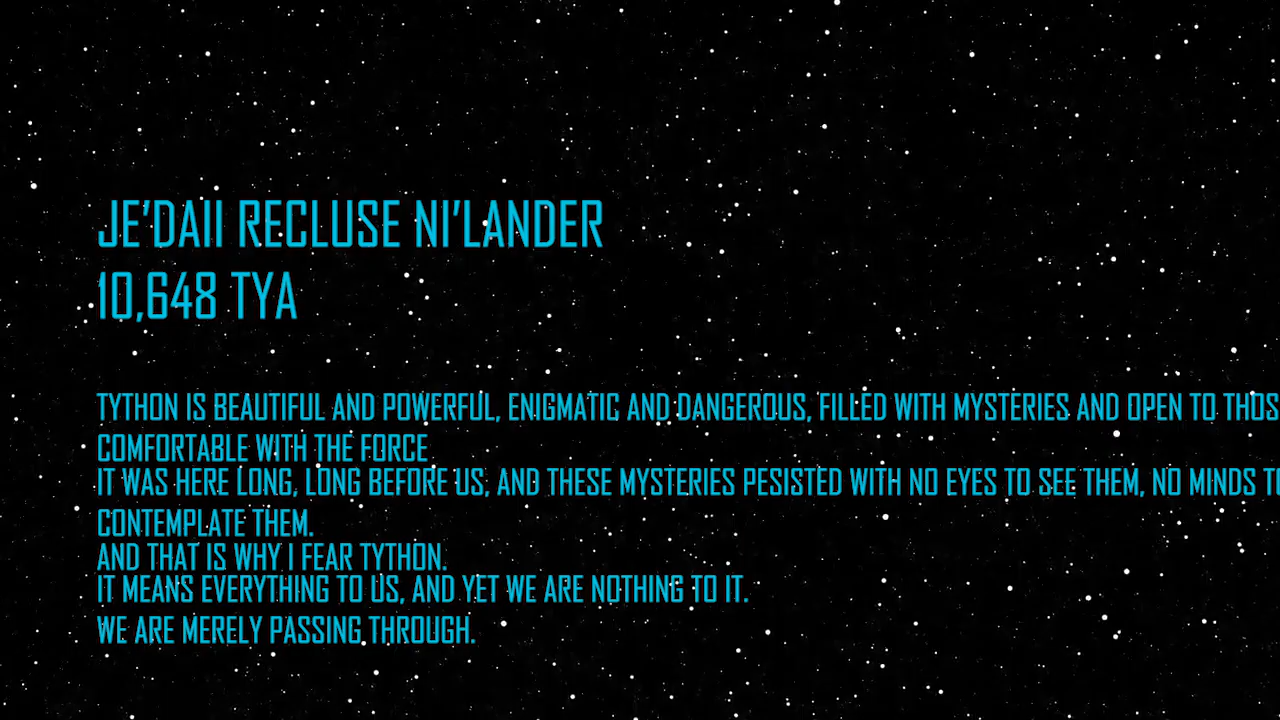 JE'DAII RECLUSE NI'LANDER
10,648 TYA
TYTHON IS BEAUTIFUL AND POWERFUL, ENIGMATIC AND DANGEROUS, FILLED WITH MYSTERIES AND OPEN TO THOS
COMFORTABLE WITH THE FORCE
IT WAS HERE LONG, LONG BEFORE US, AND THESE MYSTERIES PESISTED WITH NO EYES TO SEE THEM, NO MINDS TO
CONTEMPLATE THEM.
AND THAT IS WHY I FEAR TYTHON.
IT MEANS EVERYTHING TO US, AND YET WE ARE NOTHING TO IT.
WE ARE MERELY PASSING THROUGH.